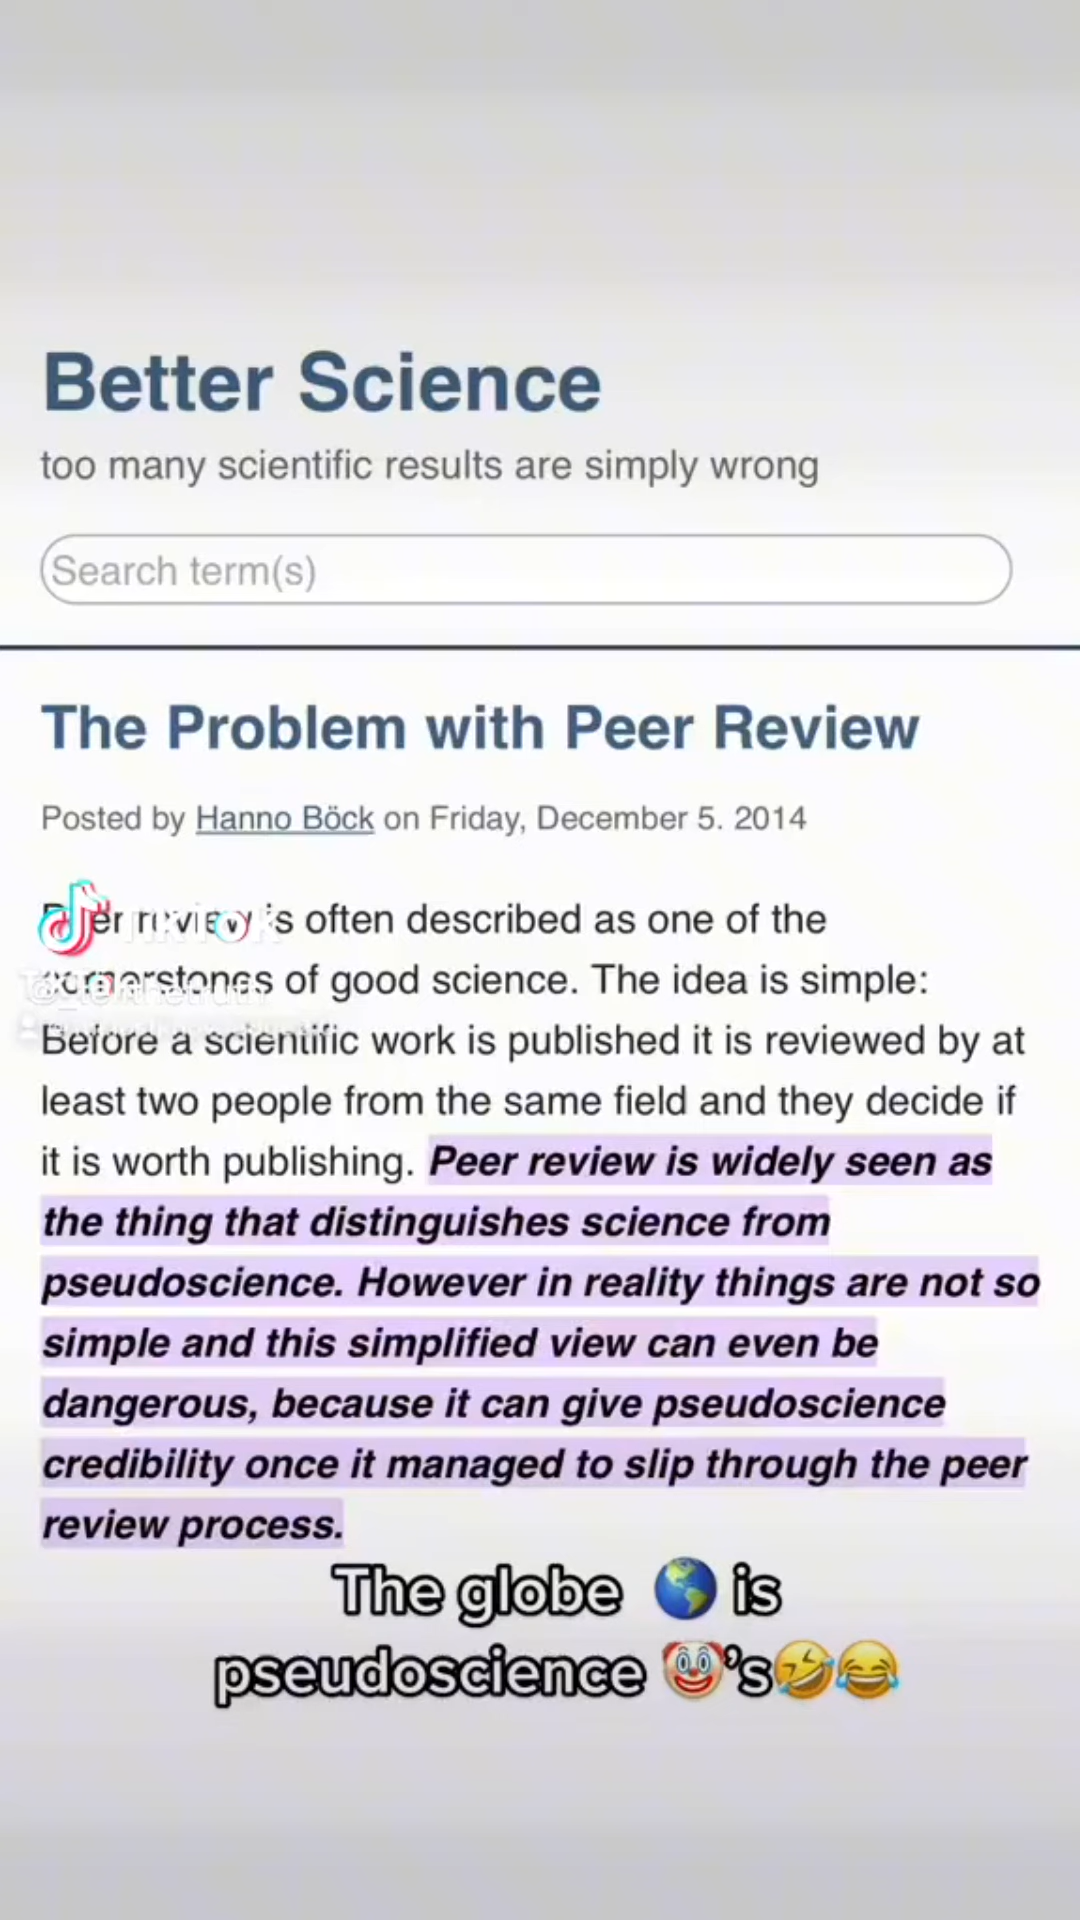 Better Science
too many scientific results are simply wrong
Search term(s)
The Problem with Peer Review
Posted by Hanno Böck on Friday, December 5. 2014
Peer review is often described as one of the
TikTok
cornerstones of good science. The idea is simple:
Before a scientific work is published it is reviewed by at
least two people from the same field and they decide if
it is worth publishing. Peer review is widely seen as
the thing that distinguishes science from
pseudoscience. However in reality things are not so
simple and this simplified view can even be
dangerous, because it can give pseudoscience
credibility once it managed to slip through the peer
review process.
The globe 🌎 is
pseudoscience 🤡's🤣😂